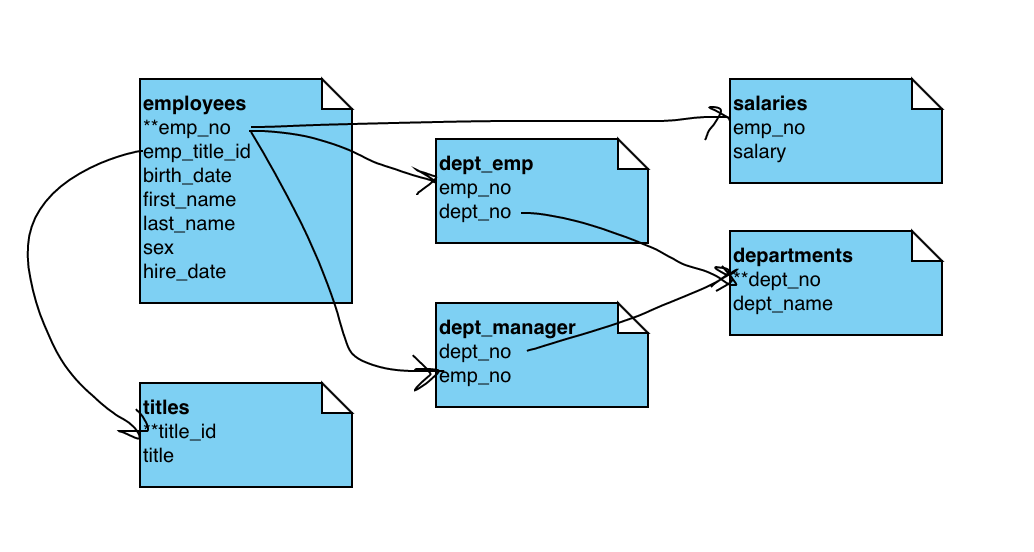 employees
**emp_no
emp_title_id
birth_date
first_name
last_name
sex
hire_date
salaries
emp_no
salary
dept_emp
emp_no
dept_no
departments
**dept_no
dept_name
dept_manager
dept_no
emp_no
titles
**title_id
title